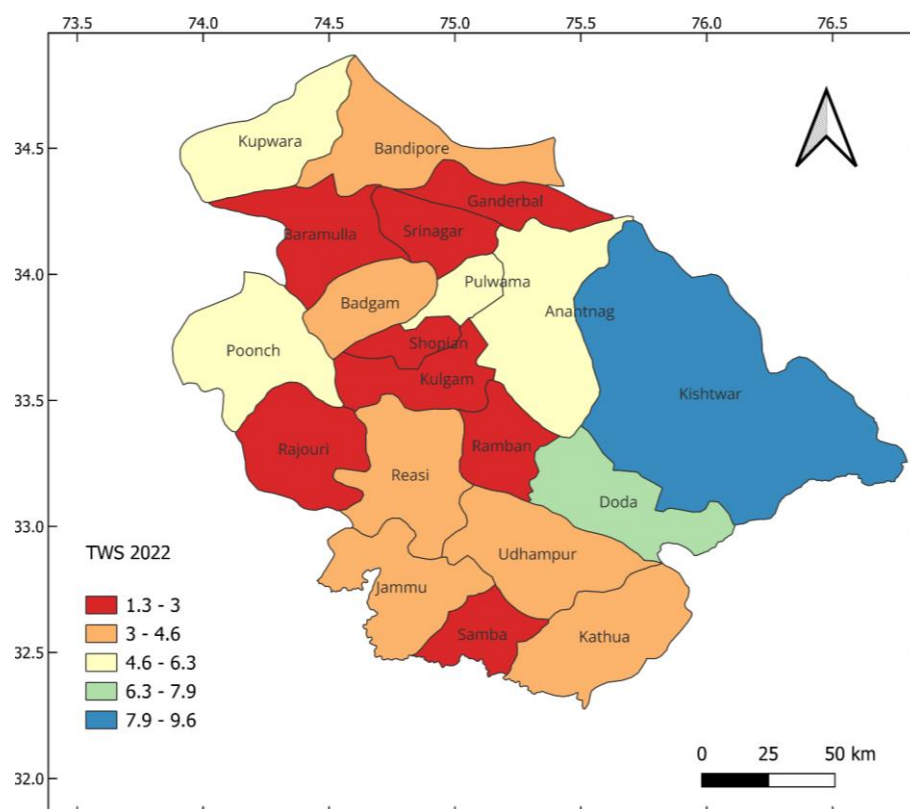 73.5 74.0 74.5 75.0 75.5 76.0 76.5
34.5
34.0
33.5
33.0
32.5
32.0
Kupwara
Bandipore
Ganderbal
Baramulla
Srinagar
Pulwama
Badgam
Anantnag
Shopian
Poonch
Kulgam
Kishtwar
Rajouri
Ramban
Reasi
Doda
Udhampur
Jammu
Samba
Kathua
TWS 2022
1.3 - 3
3 - 4.6
4.6 - 6.3
6.3 - 7.9
7.9 - 9.6
0 25 50 km